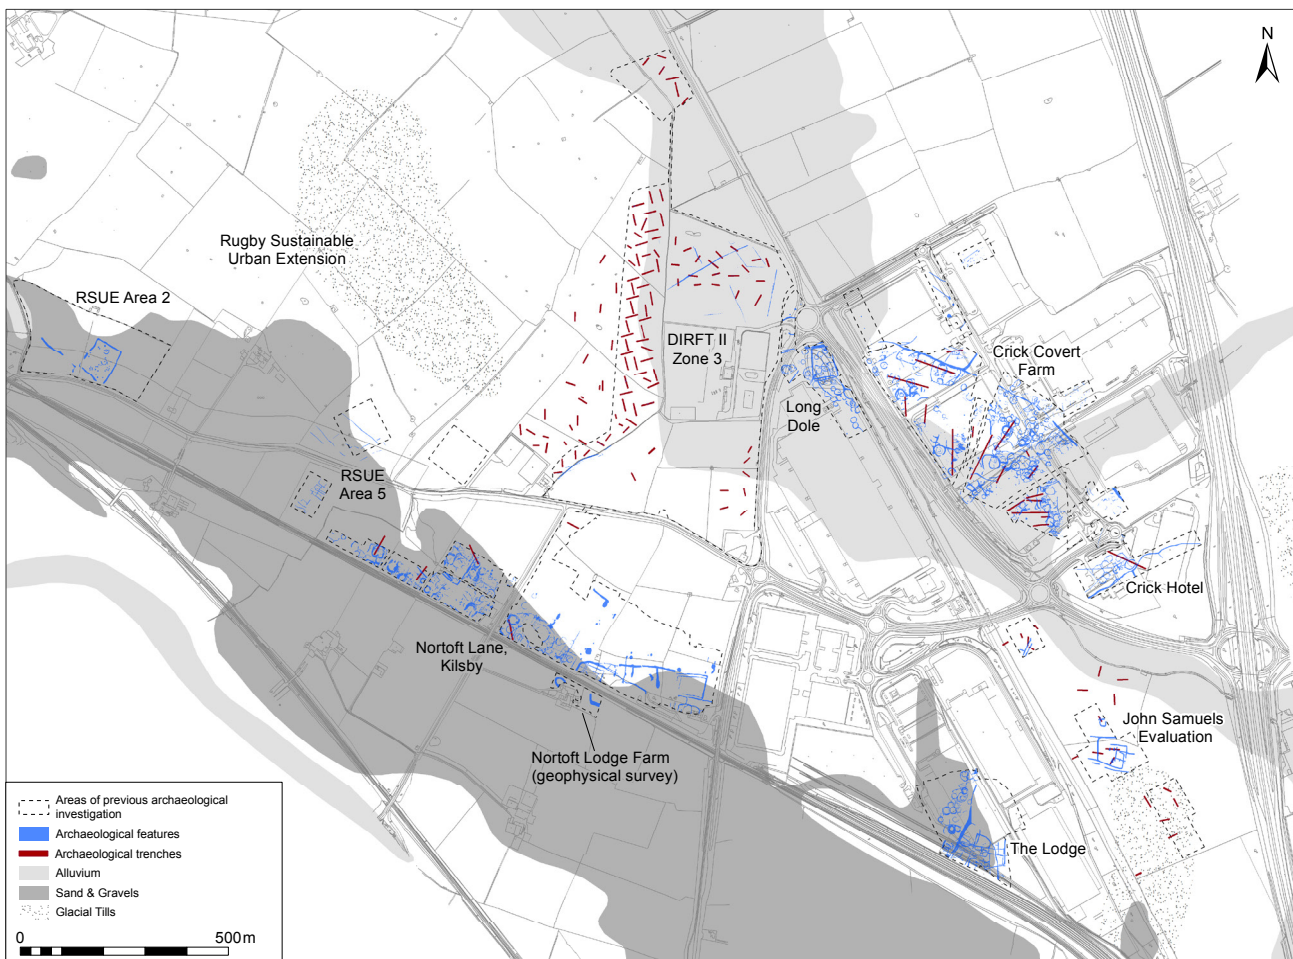 N
Rugby Sustainable
Urban Extension
RSUE Area 2
DIRFT II
Zone 3
Crick Covert
Farm
Long
Dole
RSUE
Area 5
Crick Hotel
Nortoft Lane,
Kilsby
John Samuels
Evaluation
Nortoft Lodge Farm
(geophysical survey)
The Lodge
Areas of previous archaeological
investigation
Archaeological features
Archaeological trenches
Alluvium
Sand & Gravels
Glacial Tills
0 500m